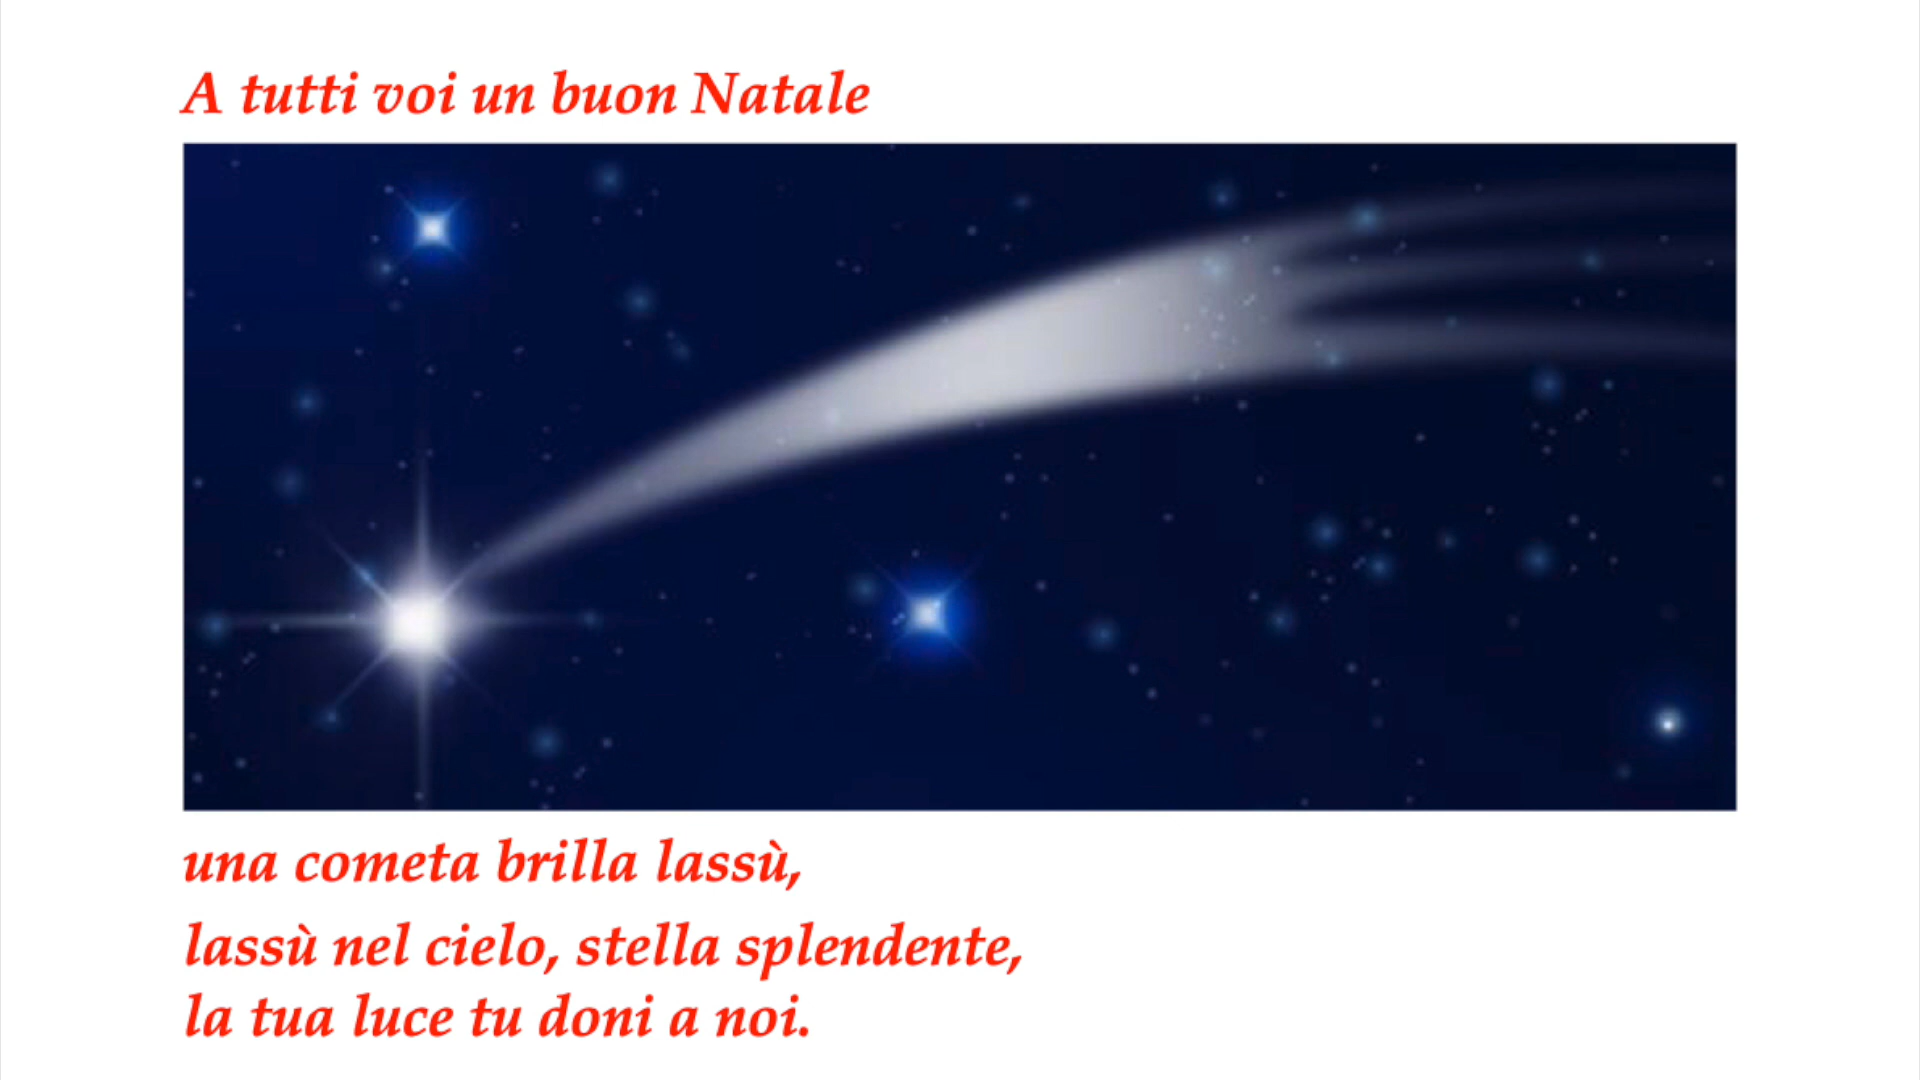 A tutti voi un buon Natale
una cometa brilla lassù,
lassù nel cielo, stella splendente,
la tua luce tu doni a noi.